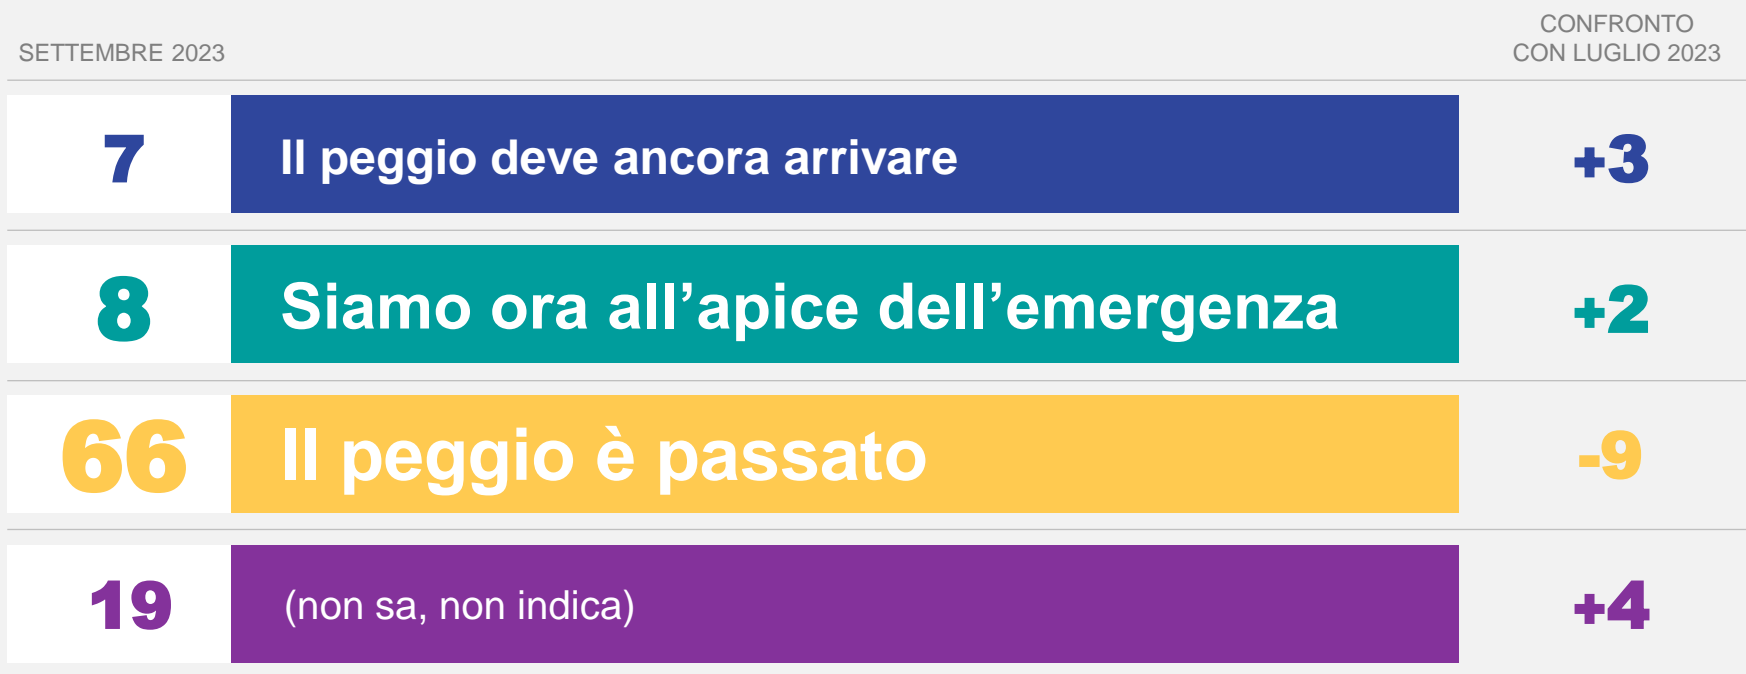 SETTEMBRE 2023
CONFRONTO
CON LUGLIO 2023
7 Il peggio deve ancora arrivare +3
8 Siamo ora all’apice dell’emergenza +2
66 Il peggio è passato -9
19 (non sa, non indica) +4